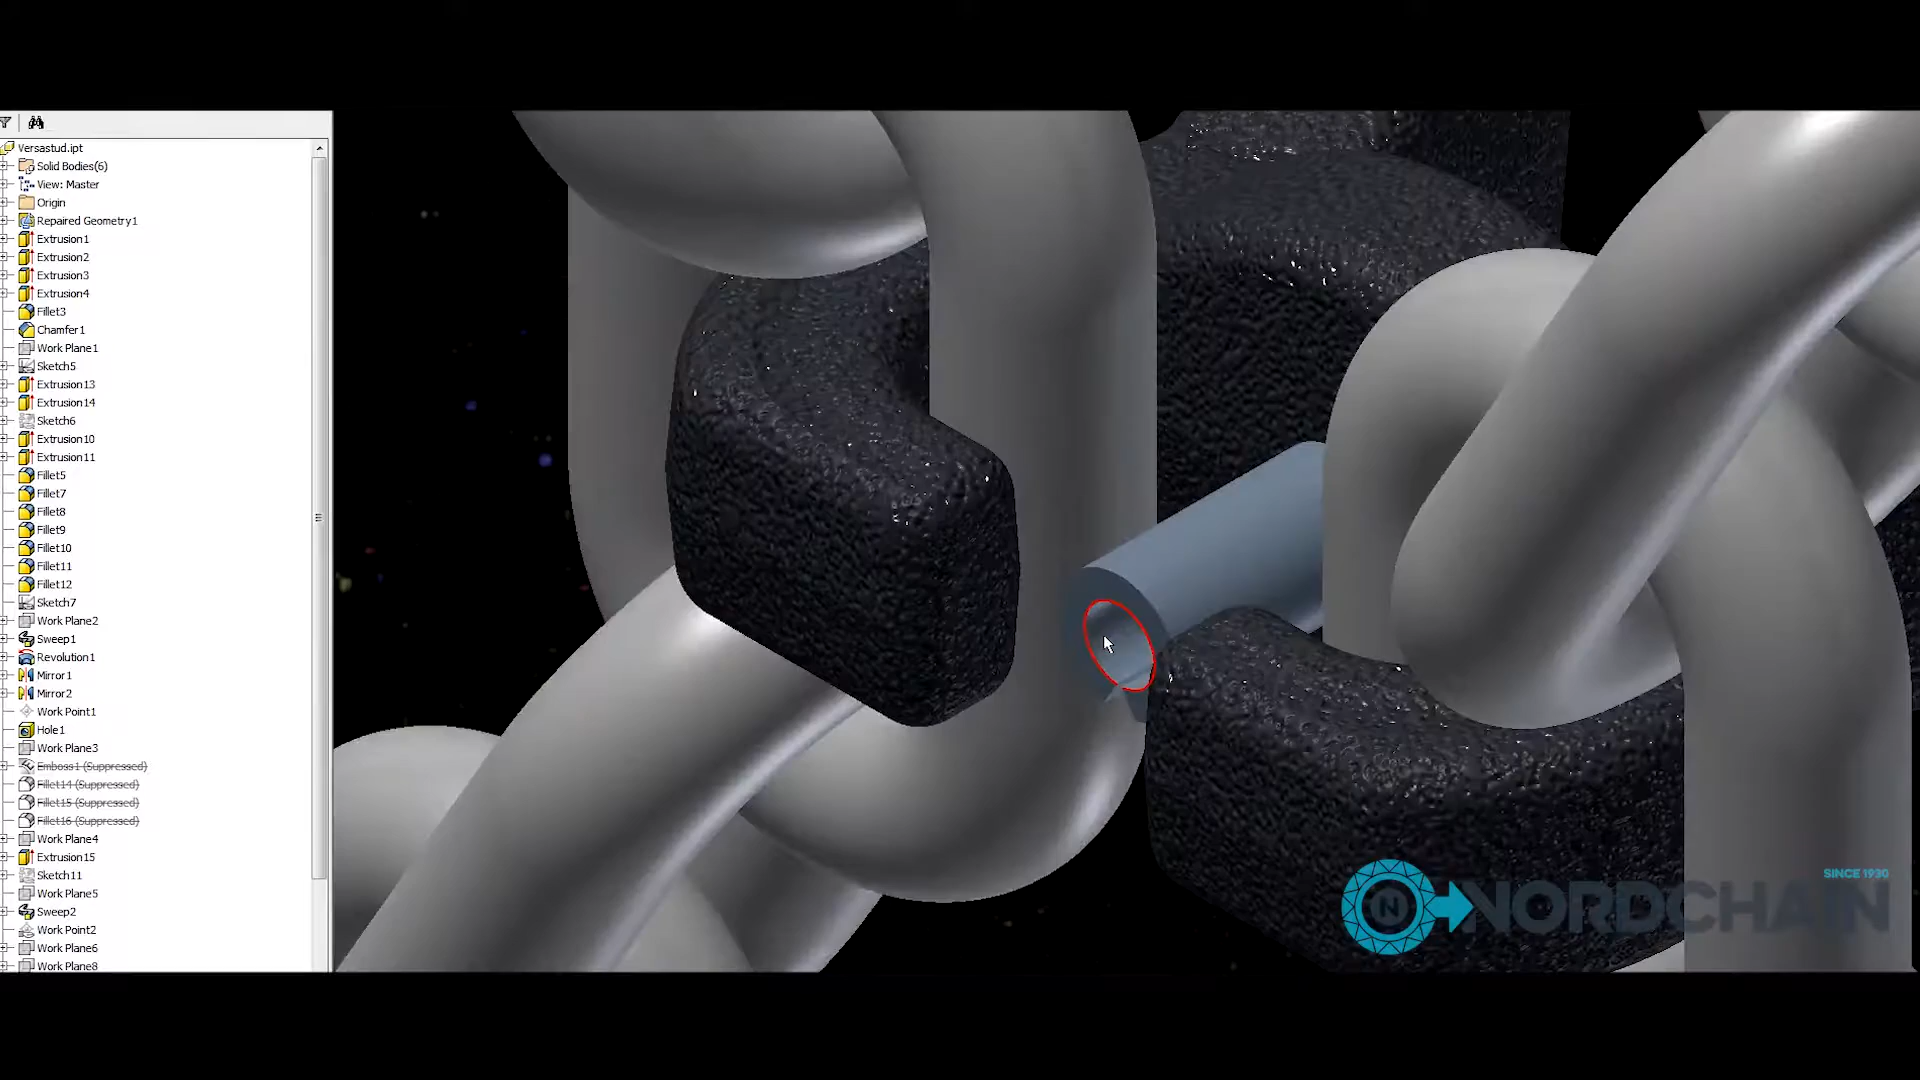 Versastud.ipt
Solid Bodies(6)
View: Master
Origin
Repaired Geometry1
Extrusion1
Extrusion2
Extrusion3
Extrusion4
Fillet3
Chamfer1
Work Plane1
Sketch5
Extrusion13
Extrusion14
Sketch6
Extrusion10
Extrusion11
Fillet5
Fillet7
Fillet8
Fillet9
Fillet10
Fillet11
Fillet12
Sketch7
Work Plane2
Sweep1
Revolution1
Mirror1
Mirror2
Work Point1
Hole1
Work Plane3
Emboss1 (Suppressed)
Fillet14 (Suppressed)
Fillet15 (Suppressed)
Fillet16 (Suppressed)
Work Plane4
Extrusion15
Sketch11
Work Plane5
Sweep2
Work Point2
Work Plane6
Work Plane8
SINCE 1930
N NORDCHAIN